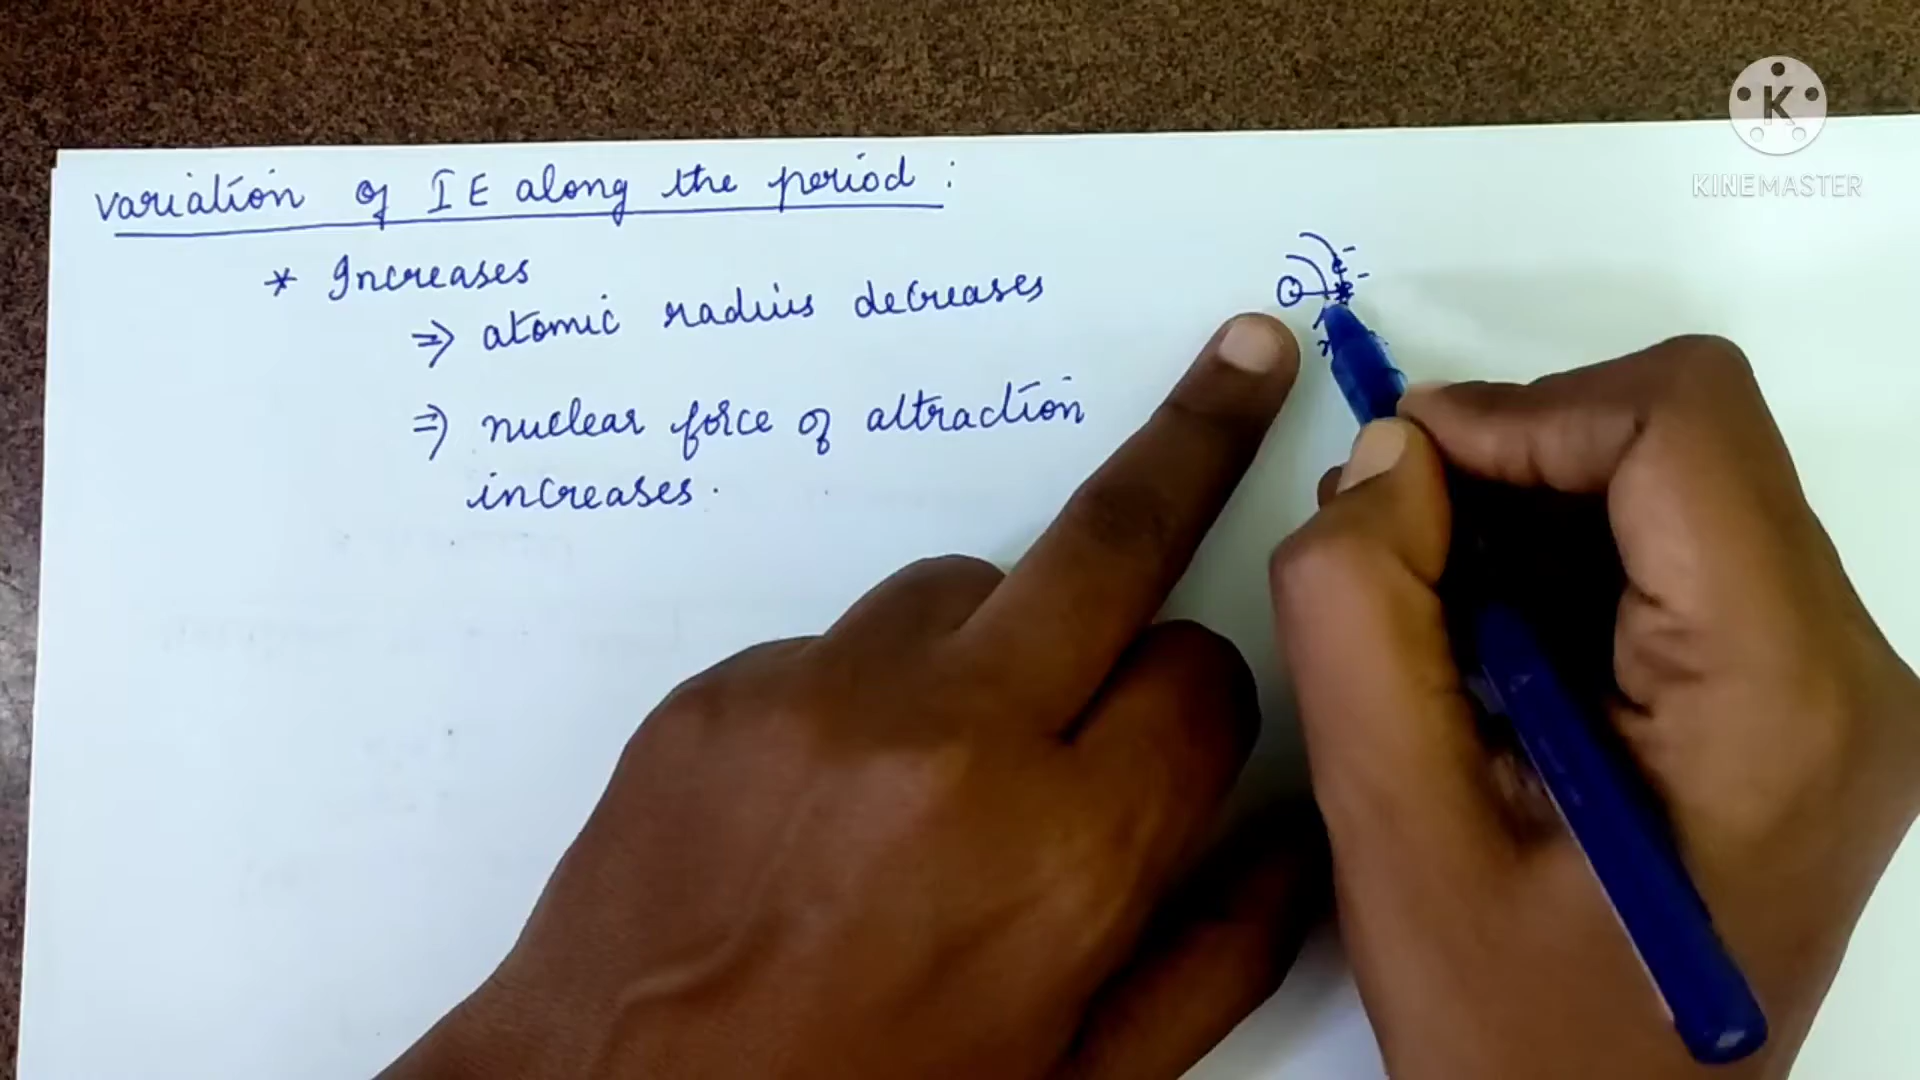 variation of IE along the period :
* Increases
⇒ atomic radius decreases
⇒ nuclear force of attraction
increases.
e-
K
KINEMASTER